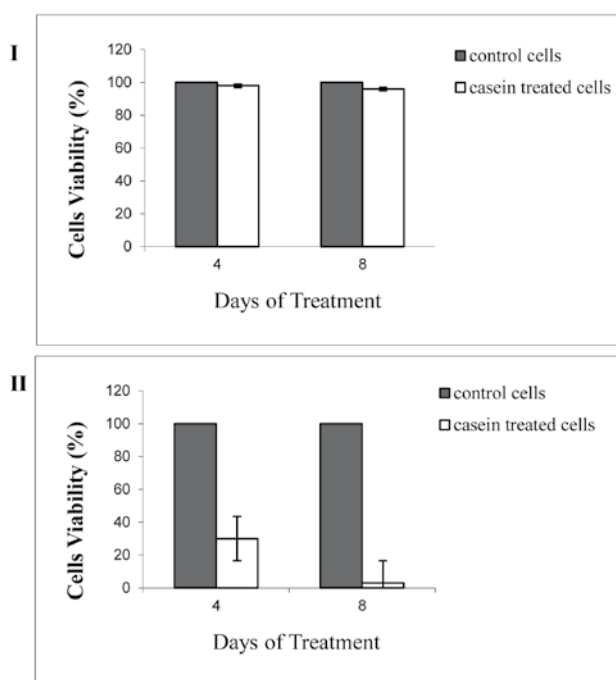 I
Cells Viability (%)
120
100
80
60
40
20
0
4
8
Days of Treatment
control cells
casein treated cells
II
Cells Viability (%)
120
100
80
60
40
20
0
4
8
Days of Treatment
control cells
casein treated cells